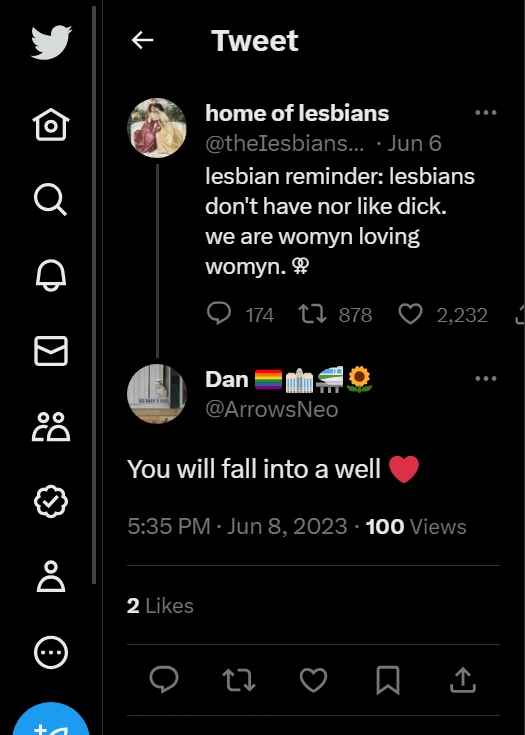 Tweet
home of lesbians
@theIesbians... · Jun 6
lesbian reminder: lesbians
don't have nor like dick.
we are womyn loving
womyn. ⚢
174 878 2,232
Dan 🏳️‍🌈🏙️🚈🌻
@ArrowsNeo
You will fall into a well ❤️
5:35 PM · Jun 8, 2023 · 100 Views
2 Likes